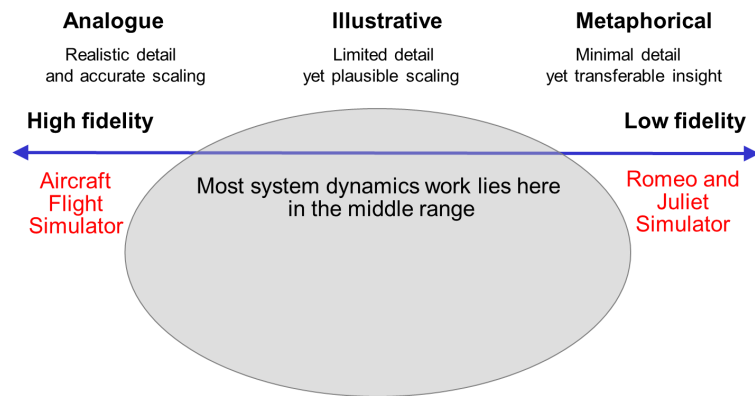 Analogue
Realistic detail
and accurate scaling
Illustrative
Limited detail
yet plausible scaling
Metaphorical
Minimal detail
yet transferable insight
High fidelity
Low fidelity
Aircraft
Flight
Simulator
Most system dynamics work lies here
in the middle range
Romeo and
Juliet
Simulator